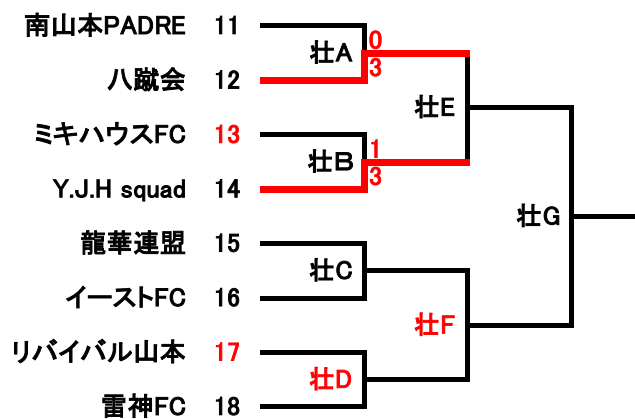 南山本PADRE 11
壮A
0
3
八蹴会 12
壮E
ミキハウスFC 13
壮B
1
3
Y.J.H squad 14
壮G
龍華連盟 15
壮C
イーストFC 16
壮F
リバイバル山本 17
壮D
雷神FC 18